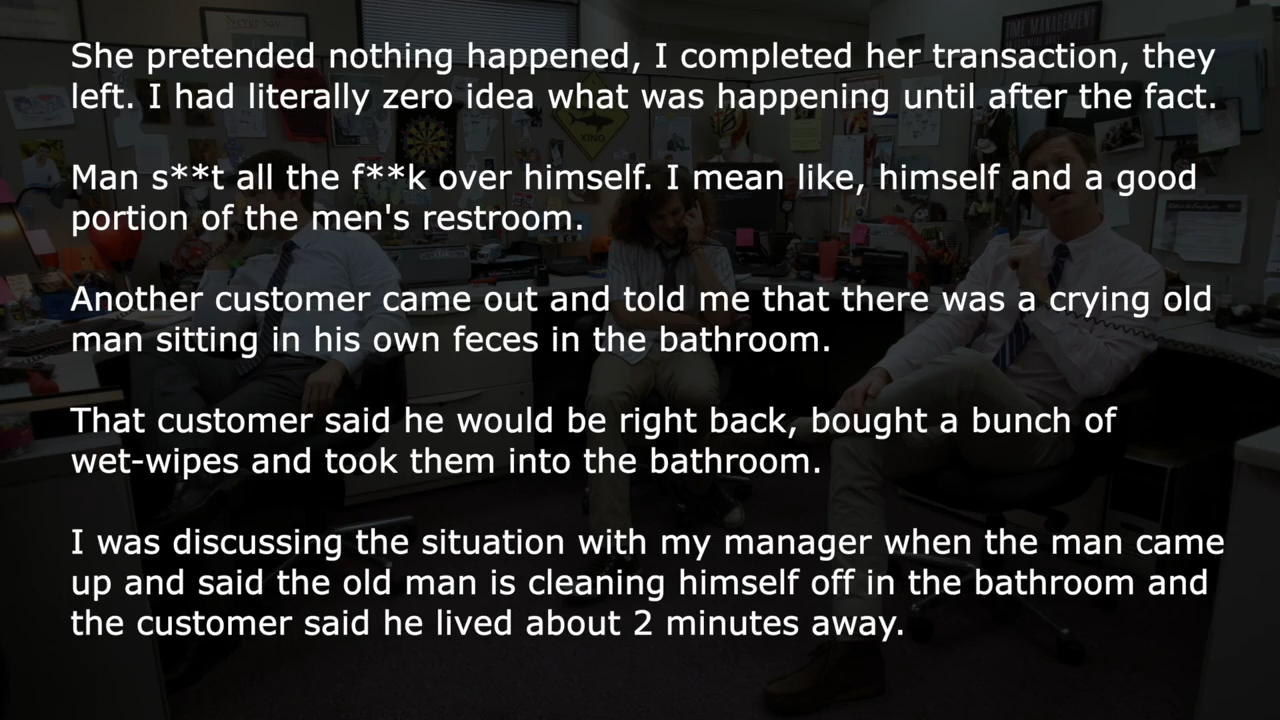 Never Say
TIME MANAGEMENT
XING
She pretended nothing happened, I completed her transaction, they
left. I had literally zero idea what was happening until after the fact.
Man s**t all the f**k over himself. I mean like, himself and a good
portion of the men's restroom.
Another customer came out and told me that there was a crying old
man sitting in his own feces in the bathroom.
That customer said he would be right back, bought a bunch of
wet-wipes and took them into the bathroom.
I was discussing the situation with my manager when the man came
up and said the old man is cleaning himself off in the bathroom and
the customer said he lived about 2 minutes away.